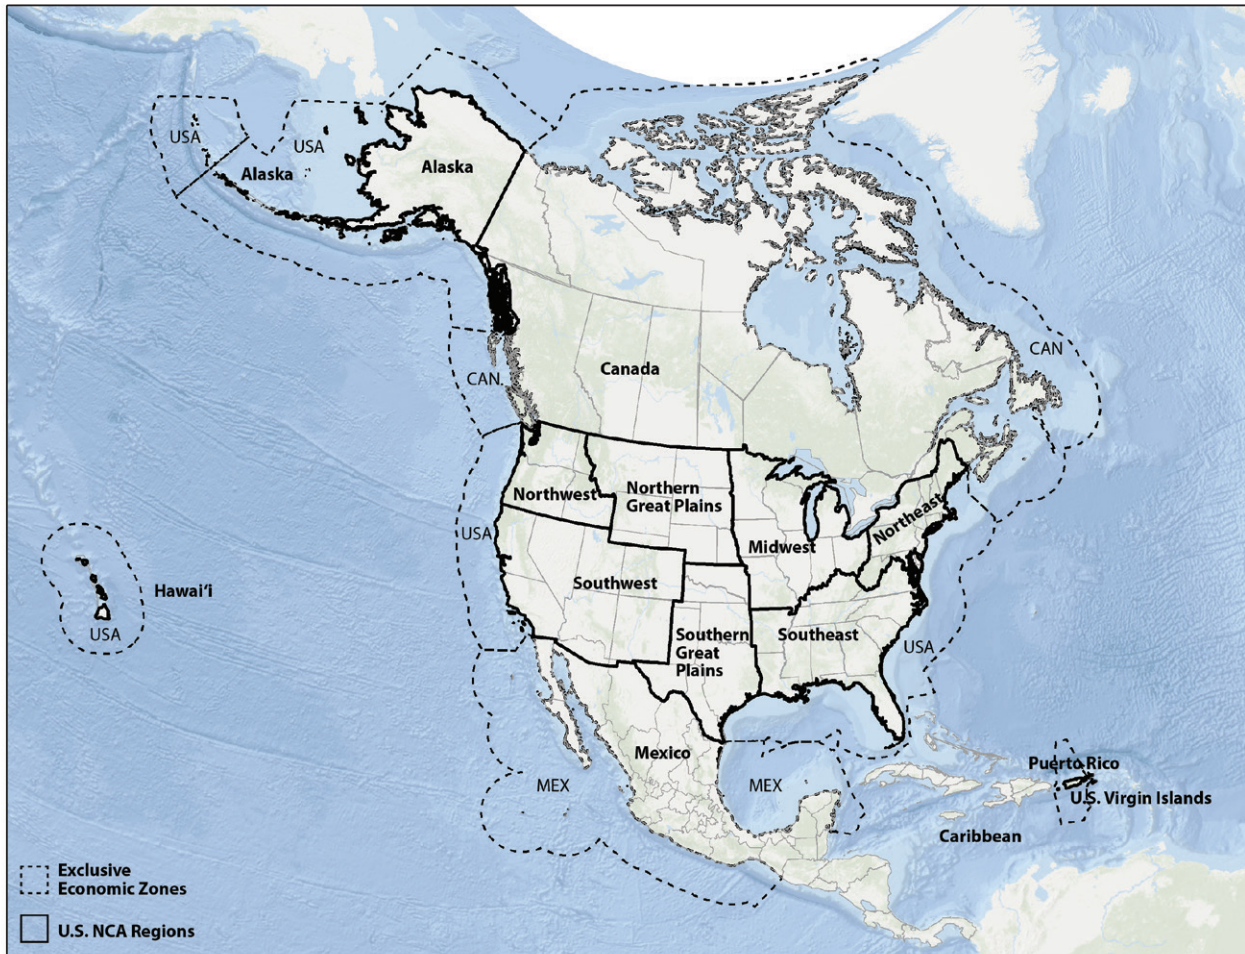 USA
USA
Alaska
Alaska
CAN
CAN.
Canada
Northern
Great Plains
Northwest
Northeast
USA
Midwest
Southwest
Hawai‘i
USA
Southern
Great
Plains
Southeast
USA
Mexico
MEX
MEX
Puerto Rico
U.S. Virgin Islands
Caribbean
Exclusive
Economic Zones
U.S. NCA Regions